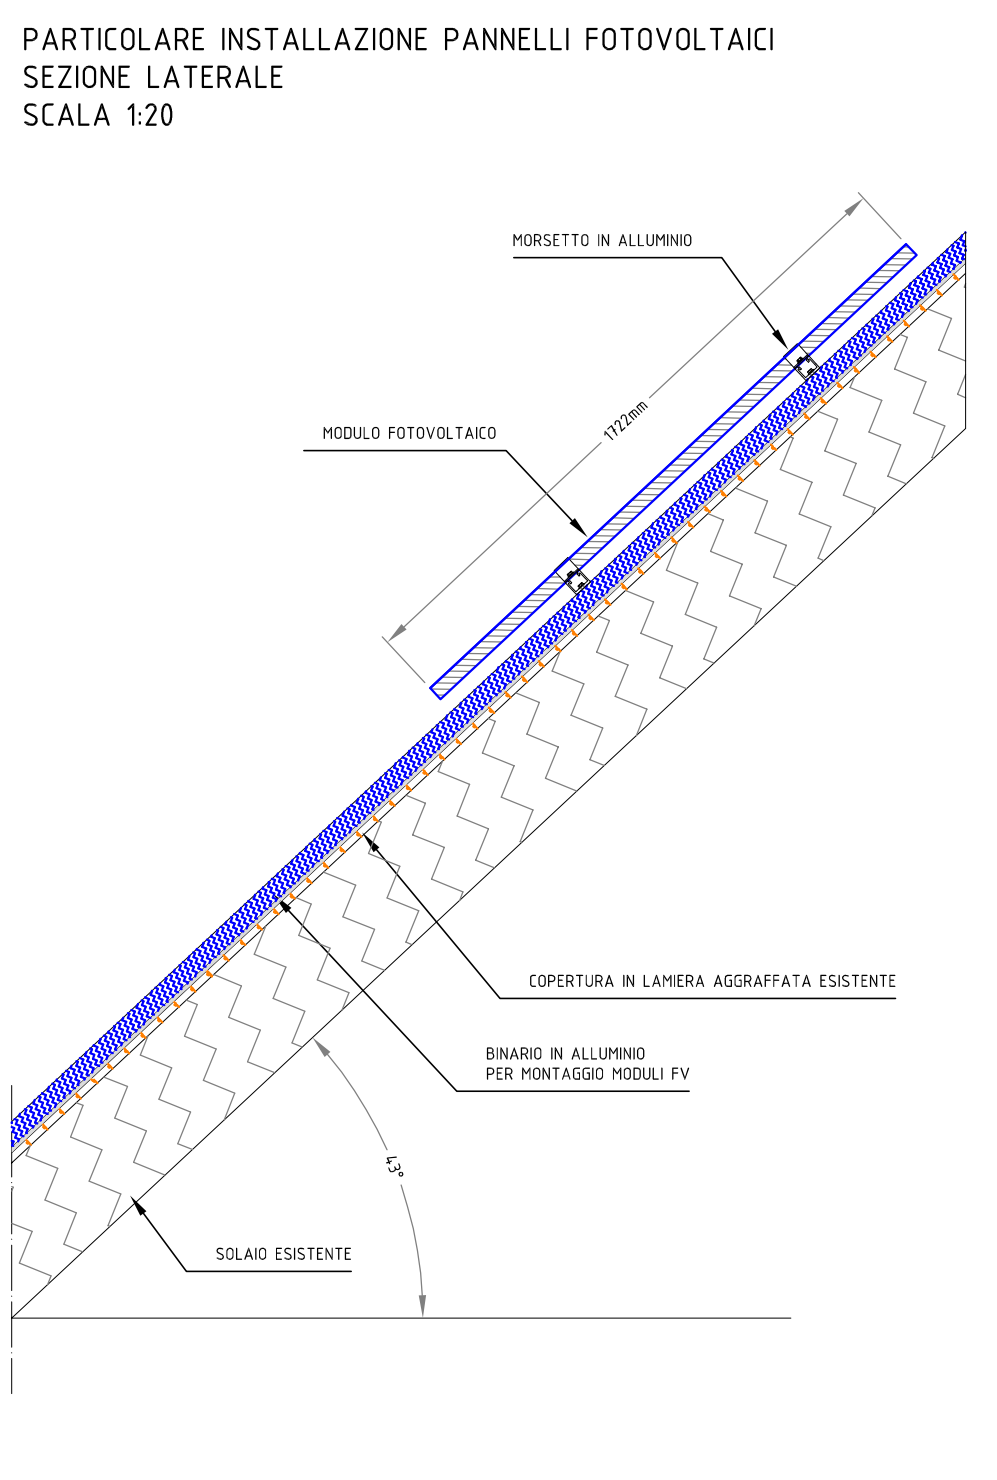 PARTICOLARE INSTALLAZIONE PANNELLI FOTOVOLTAICI
SEZIONE LATERALE
SCALA 1:20
MORSETTO IN ALLUMINIO
1722mm
MODULO FOTOVOLTAICO
COPERTURA IN LAMIERA AGGRAFFATA ESISTENTE
BINARIO IN ALLUMINIO
PER MONTAGGIO MODULI FV
43°
SOLAIO ESISTENTE